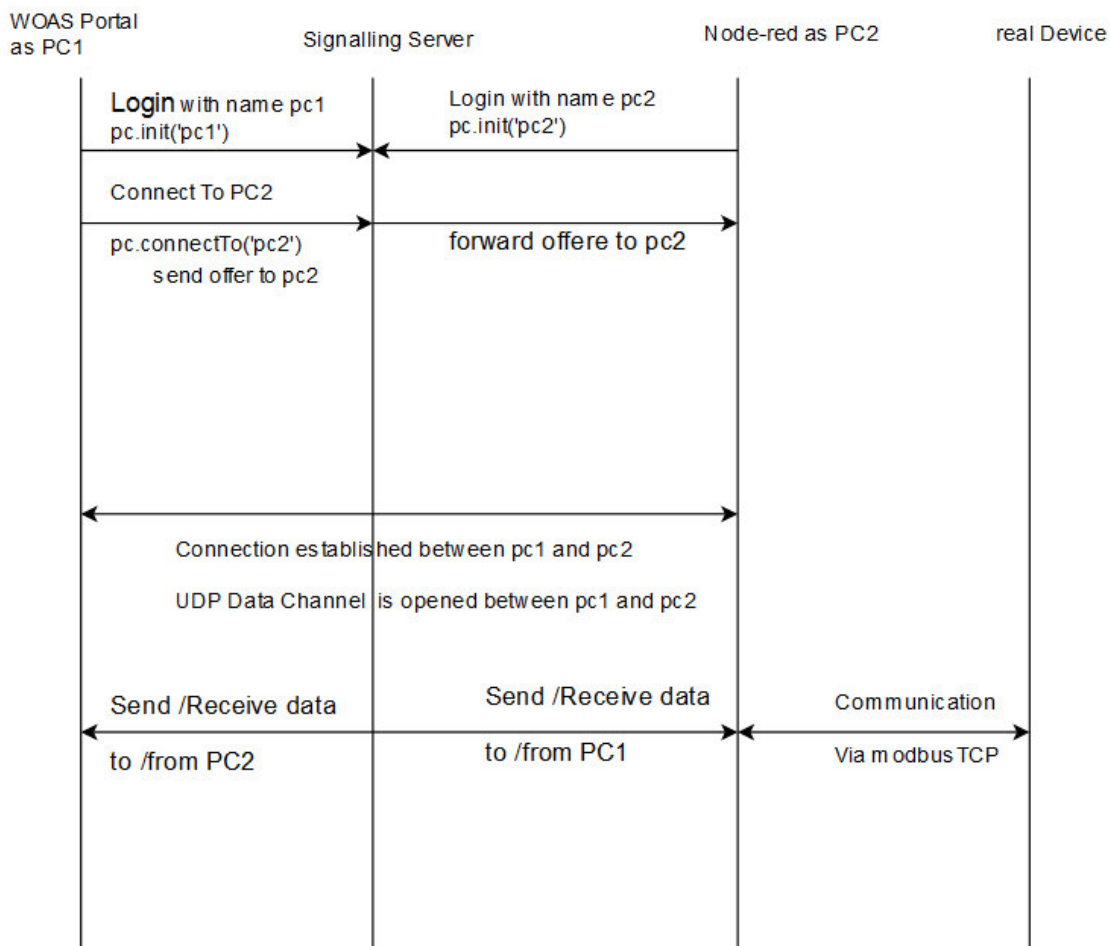 WOAS Portal
as PC1
Signalling Server
Node-red as PC2
real Device
Login with name pc1
pc.init('pc1')
Login with name pc2
pc.init('pc2')
Connect To PC2
pc.connectTo('pc2')
send offer to pc2
forward offere to pc2
Connection established between pc1 and pc2
UDP Data Channel is opened between pc1 and pc2
Send /Receive data
to /from PC2
Send /Receive data
to /from PC1
Communication
Via modbus TCP